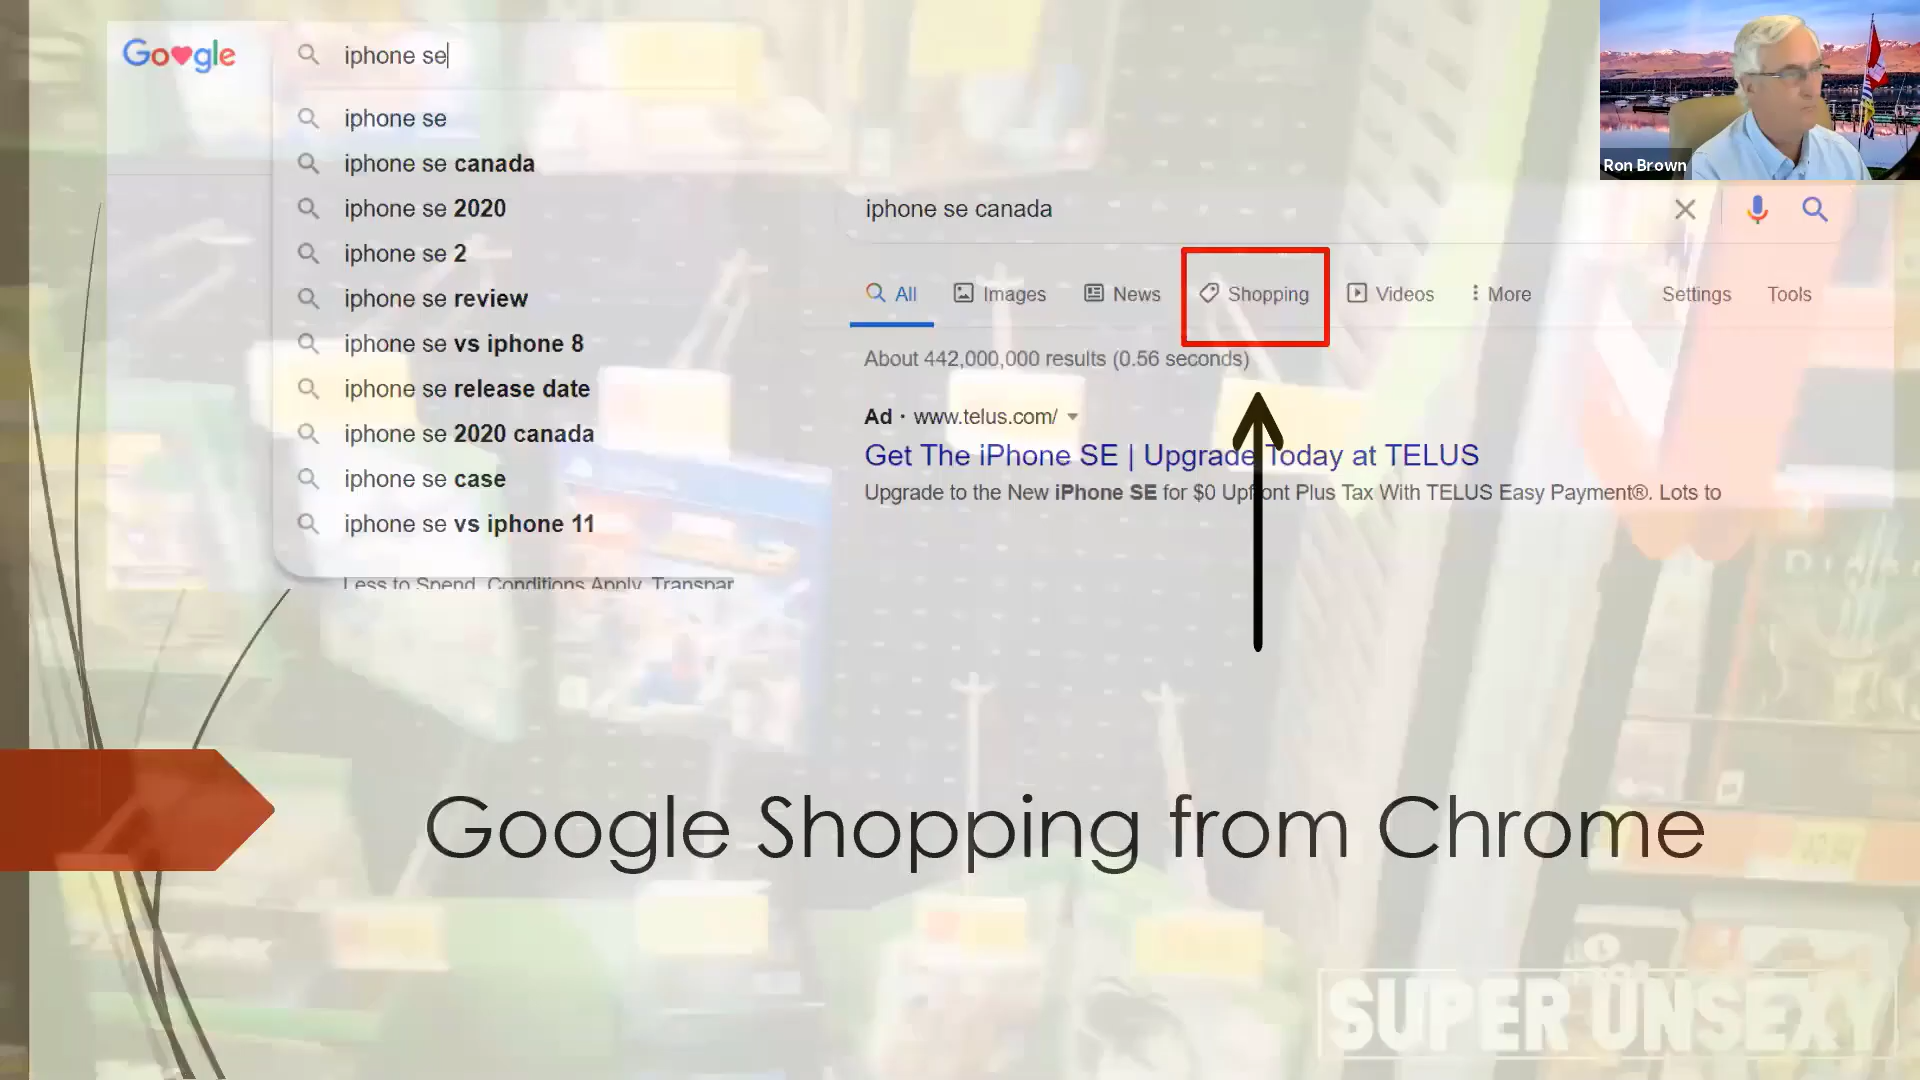 Google
iphone se
iphone se
iphone se canada
iphone se 2020
iphone se 2
iphone se review
iphone se vs iphone 8
iphone se release date
iphone se 2020 canada
iphone se case
iphone se vs iphone 11
Less to Spend. Conditions Apply. Transpar
Ron Brown
iphone se canada
All Images News Shopping Videos More Settings Tools
About 442,000,000 results (0.56 seconds)
Ad · www.telus.com/
Get The iPhone SE | Upgrade Today at TELUS
Upgrade to the New iPhone SE for $0 Upfront Plus Tax With TELUS Easy Payment®. Lots to
Google Shopping from Chrome
SUPER UNSEXY